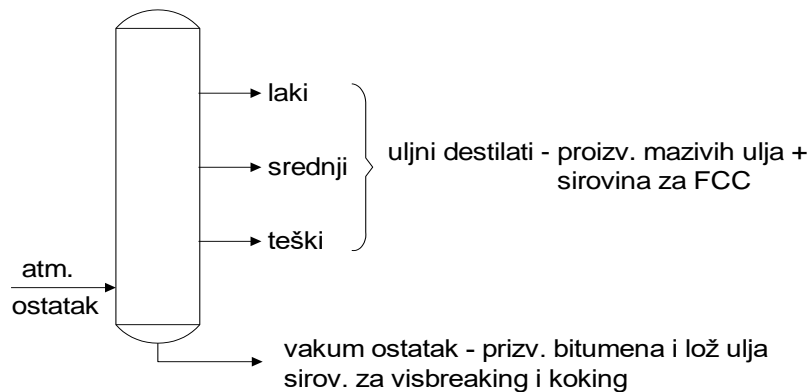 laki
srednji
teški
uljni destilati - proizv. mazivih ulja +
sirovina za FCC
atm.
ostatak
vakum ostatak - prizv. bitumena i lož ulja
sirov. za visbreaking i koking